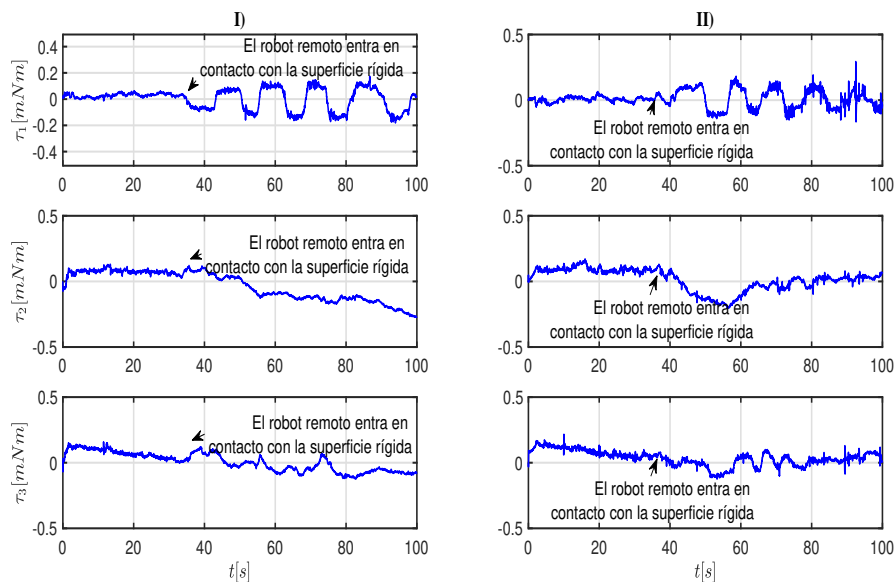 I)
II)
El robot remoto entra en
contacto con la superficie rígida
0.4
0.2
0
-0.2
-0.4
τ₁[mNm]
0 20 40 60 80 100
El robot remoto entra en
contacto con la superficie rígida
0.5
0
-0.5
0 20 40 60 80 100
El robot remoto entra en
contacto con la superficie rígida
0.5
0
-0.5
τ₂[mNm]
0 20 40 60 80 100
El robot remoto entra en
contacto con la superficie rígida
0.5
0
-0.5
0 20 40 60 80 100
El robot remoto entra en
contacto con la superficie rígida
0.5
0
-0.5
τ₃[mNm]
0 20 40 60 80 100
t[s]
El robot remoto entra en
contacto con la superficie rígida
0.5
0
-0.5
0 20 40 60 80 100
t[s]